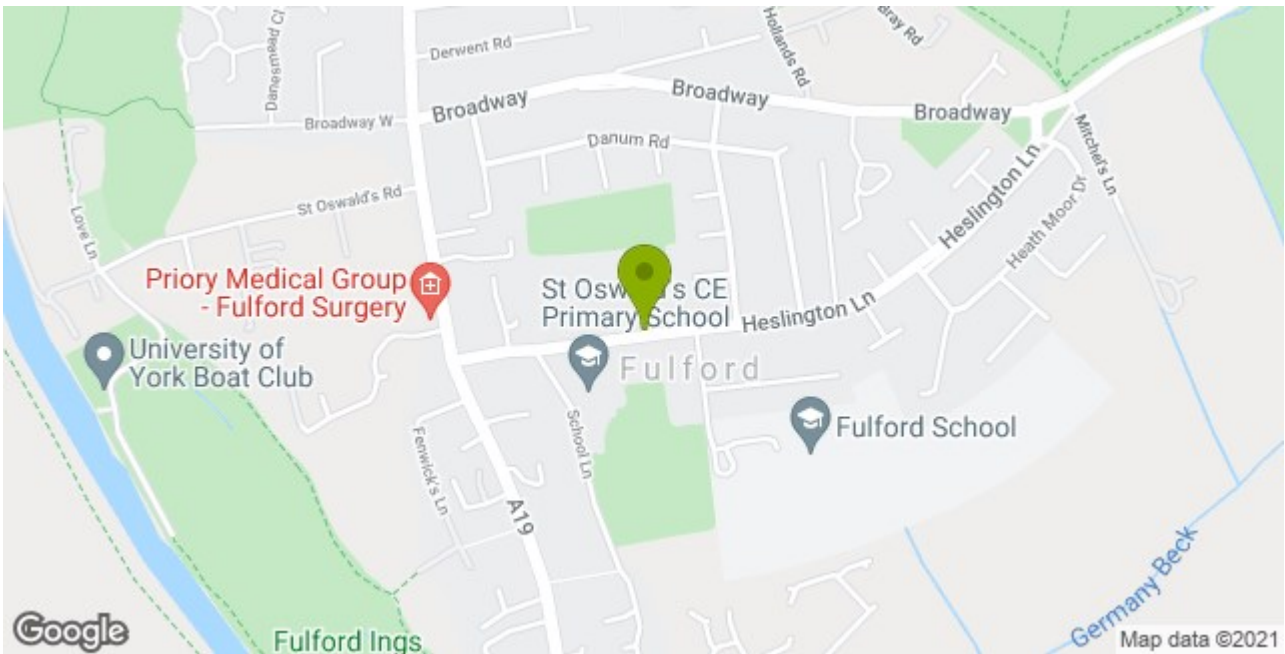 Danesmead Cl
Derwent Rd
Hollands Rd
Broadway
Broadway
Broadway
Broadway W
Danum Rd
Mitchel's Ln
Heslington Ln
Heath Moor Dr
St Oswald's Rd
Love Ln
Priory Medical Group
- Fulford Surgery
St Oswald's CE
Primary School
Heslington Ln
University of
York Boat Club
Fulford
Fulford School
School Ln
Fenwick's Ln
A19
Germany Beck
Google
Fulford Ings
Map data ©2021